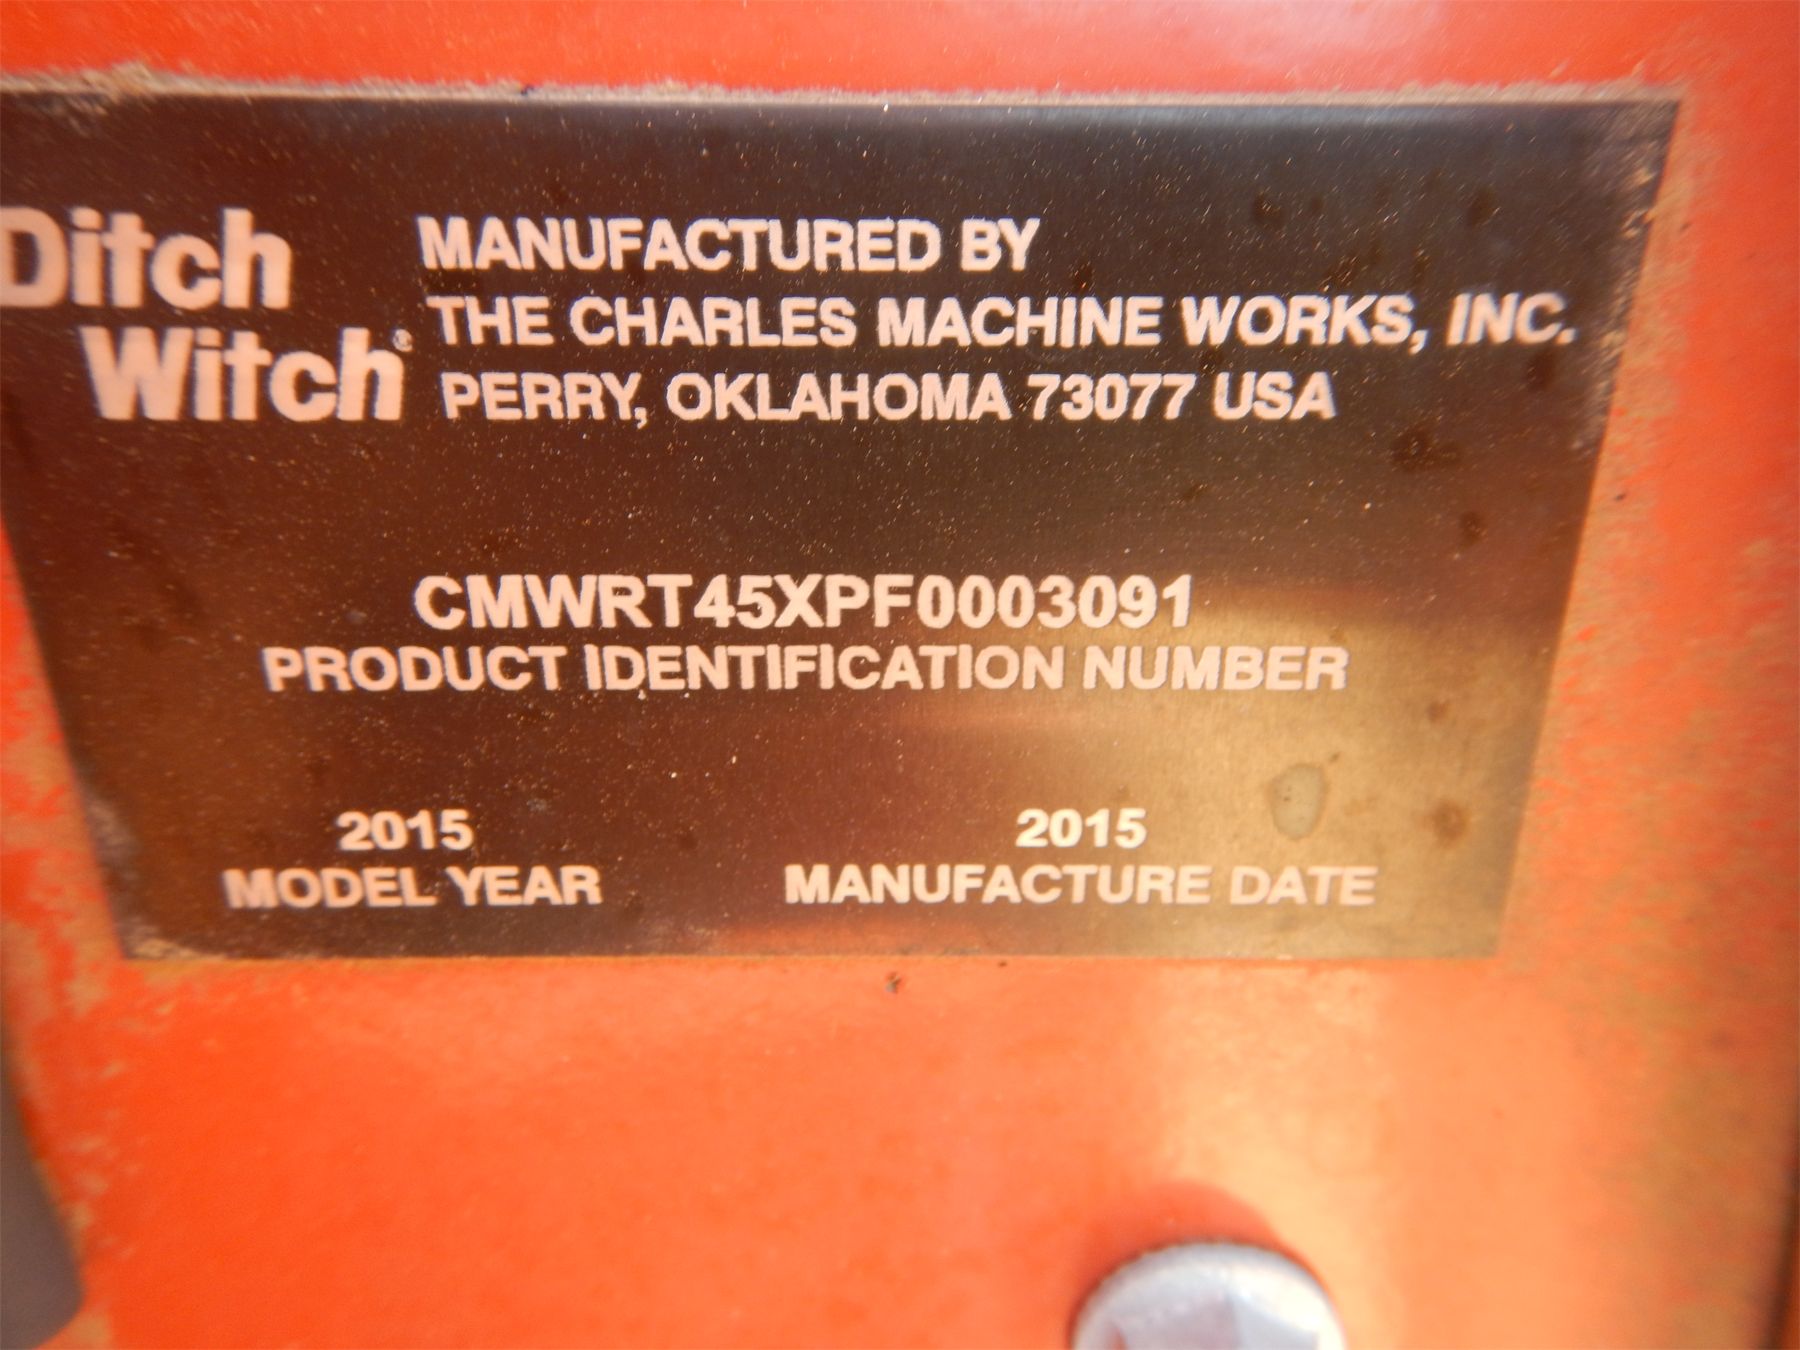 Ditch
Witch®
MANUFACTURED BY
THE CHARLES MACHINE WORKS, INC.
PERRY, OKLAHOMA 73077 USA
CMWRT45XPF0003091
PRODUCT IDENTIFICATION NUMBER
2015
MODEL YEAR
2015
MANUFACTURE DATE